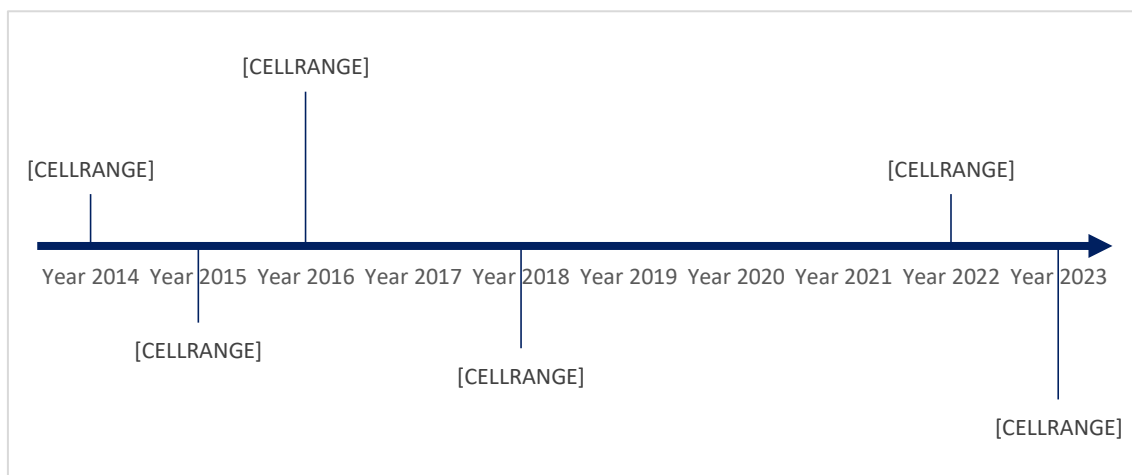 [CELLRANGE]
[CELLRANGE]
[CELLRANGE]
Year 2014 Year 2015 Year 2016 Year 2017 Year 2018 Year 2019 Year 2020 Year 2021 Year 2022 Year 2023
[CELLRANGE]
[CELLRANGE]
[CELLRANGE]